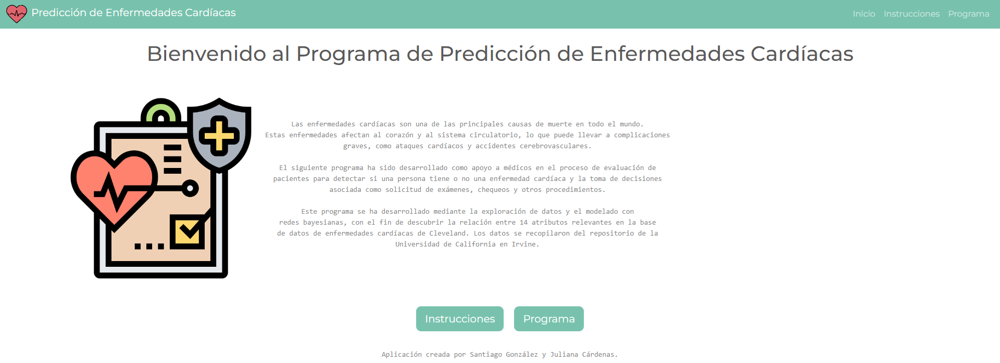 Predicción de Enfermedades Cardíacas
Inicio Instrucciones Programa
Bienvenido al Programa de Predicción de Enfermedades Cardíacas
Las enfermedades cardíacas son una de las principales causas de muerte en todo el mundo.
Estas enfermedades afectan al corazón y al sistema circulatorio, lo que puede llevar a complicaciones
graves, como ataques cardíacos y accidentes cerebrovasculares.
El siguiente programa ha sido desarrollado como apoyo a médicos en el proceso de evaluación de
pacientes para detectar si una persona tiene o no una enfermedad cardíaca y la toma de decisiones
asociada como solicitud de exámenes, chequeos y otros procedimientos.
Este programa se ha desarrollado mediante la exploración de datos y el modelado con
redes bayesianas, con el fin de descubrir la relación entre 14 atributos relevantes en la base
de datos de enfermedades cardíacas de Cleveland. Los datos se recopilaron del repositorio de la
Universidad de California en Irvine.
Instrucciones Programa
Aplicación creada por Santiago González y Juliana Cárdenas.